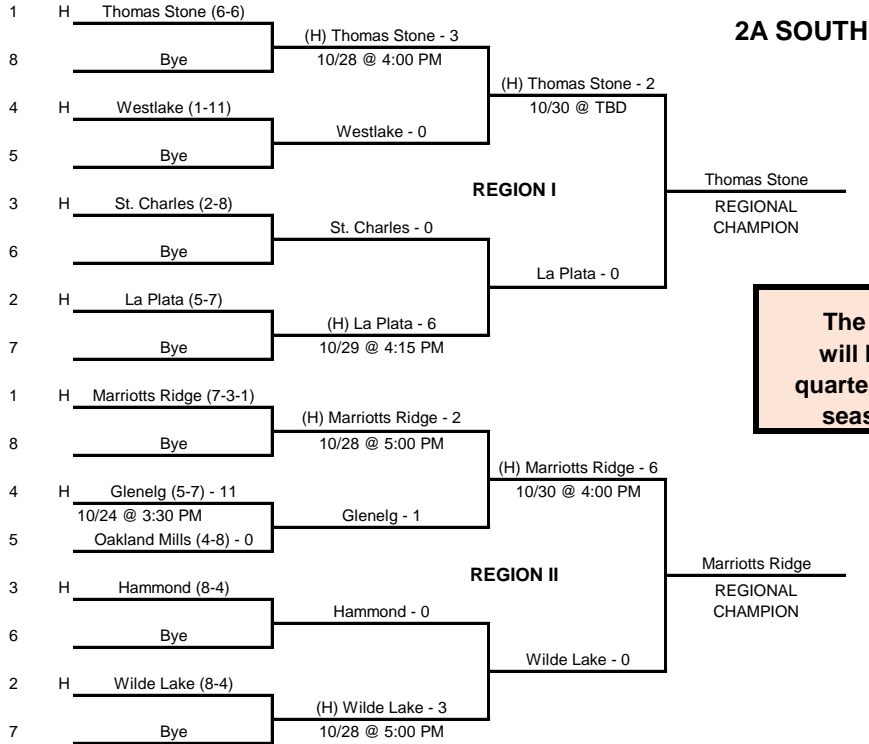 2A SOUTH
1 H Thomas Stone (6-6)
(H) Thomas Stone - 3
8 Bye
10/28 @ 4:00 PM
(H) Thomas Stone - 2
10/30 @ TBD
4 H Westlake (1-11)
Westlake - 0
5 Bye
REGION I
Thomas Stone
REGIONAL
CHAMPION
3 H St. Charles (2-8)
St. Charles - 0
6 Bye
La Plata - 0
2 H La Plata (5-7)
(H) La Plata - 6
7 Bye
10/29 @ 4:15 PM
The
will
quarte
seas
1 H Marriotts Ridge (7-3-1)
(H) Marriotts Ridge - 2
8 Bye
10/28 @ 5:00 PM
(H) Marriotts Ridge - 6
10/30 @ 4:00 PM
4 H Glenelg (5-7) - 11
10/24 @ 3:30 PM
Glenelg - 1
5 Oakland Mills (4-8) - 0
REGION II
Marriotts Ridge
REGIONAL
CHAMPION
3 H Hammond (8-4)
Hammond - 0
6 Bye
Wilde Lake - 0
2 H Wilde Lake (8-4)
(H) Wilde Lake - 3
7 Bye
10/28 @ 5:00 PM